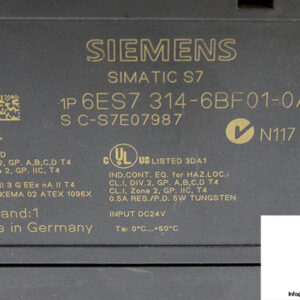 SIEMENS
SIMATIC S7
1P 6ES7 314-6BF01-0A
S C-S7E07987
N117
2, GP. A,B,C,D T4
2, GP. IIC, T4
II 3 G EEx nA II T4
KEMA 02 ATEX 1096X
C UL US LISTED 3DA1
IND.CONT. EQ. for HAZ.LOC.:
CL.I, DIV.2, GP. A,B,C,D T4
CL.I, Zone 2, GP. IIC, T4
0.5A RES./P.D. 5W TUNGSTEN
and:1
INPUT DC24V
e in Germany
Ta: 0°C...+60°C